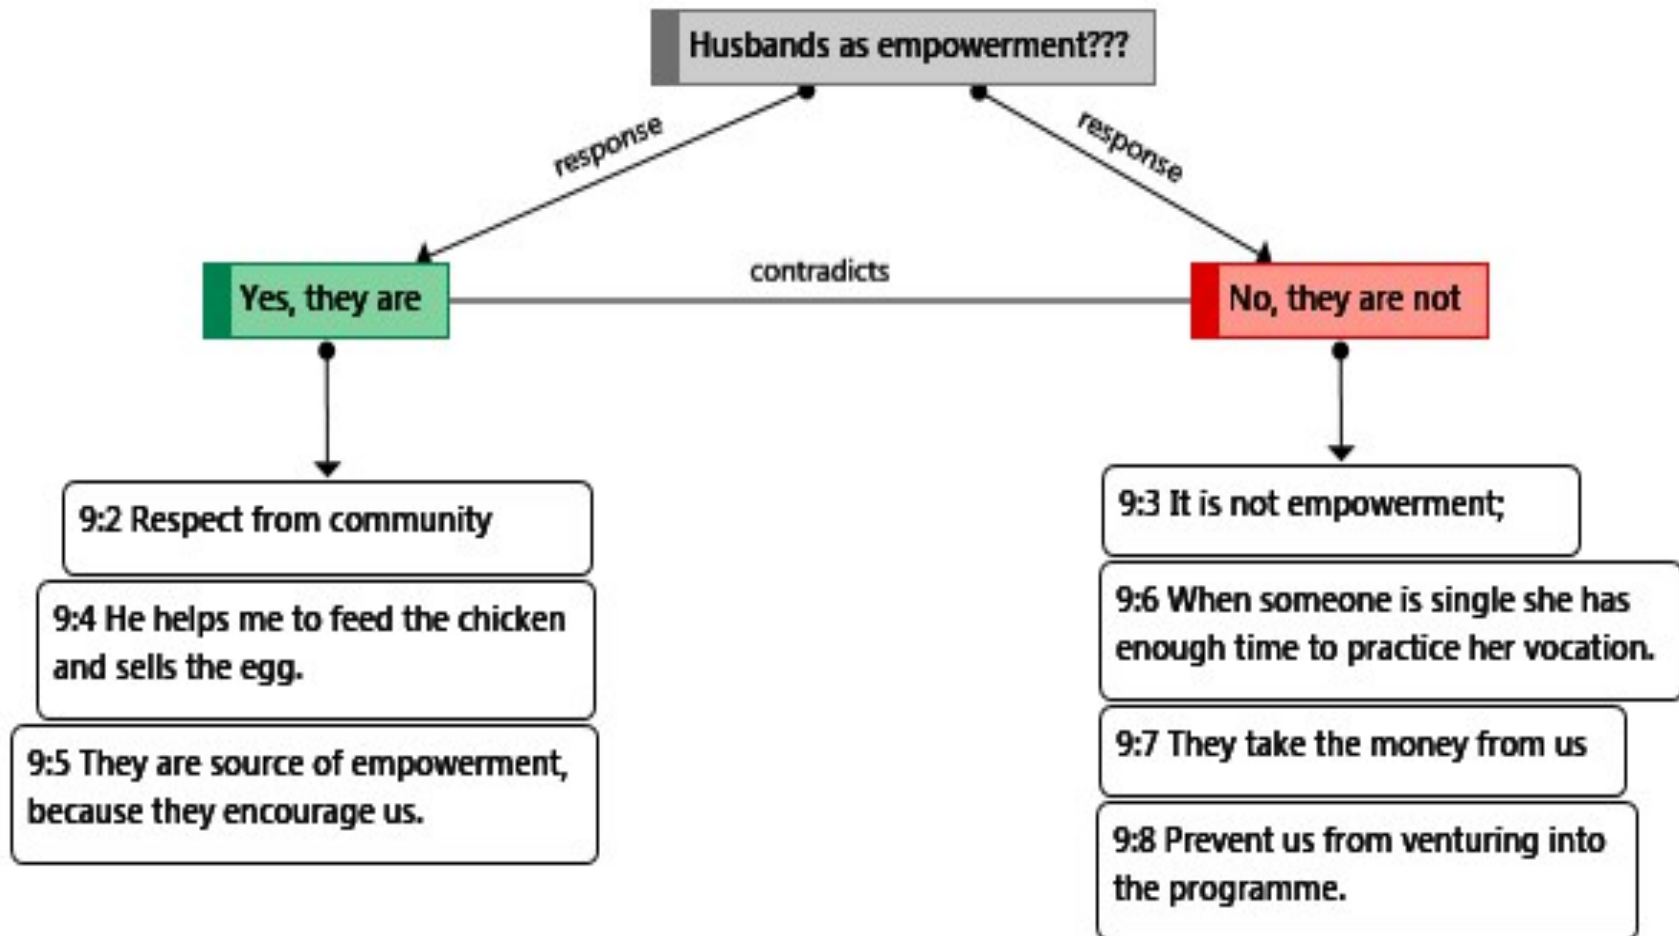 Husbands as empowerment???
response
response
Yes, they are
contradicts
No, they are not
9:2 Respect from community
9:4 He helps me to feed the chicken
and sells the egg.
9:5 They are source of empowerment,
because they encourage us.
9:3 It is not empowerment;
9:6 When someone is single she has
enough time to practice her vocation.
9:7 They take the money from us
9:8 Prevent us from venturing into
the programme.